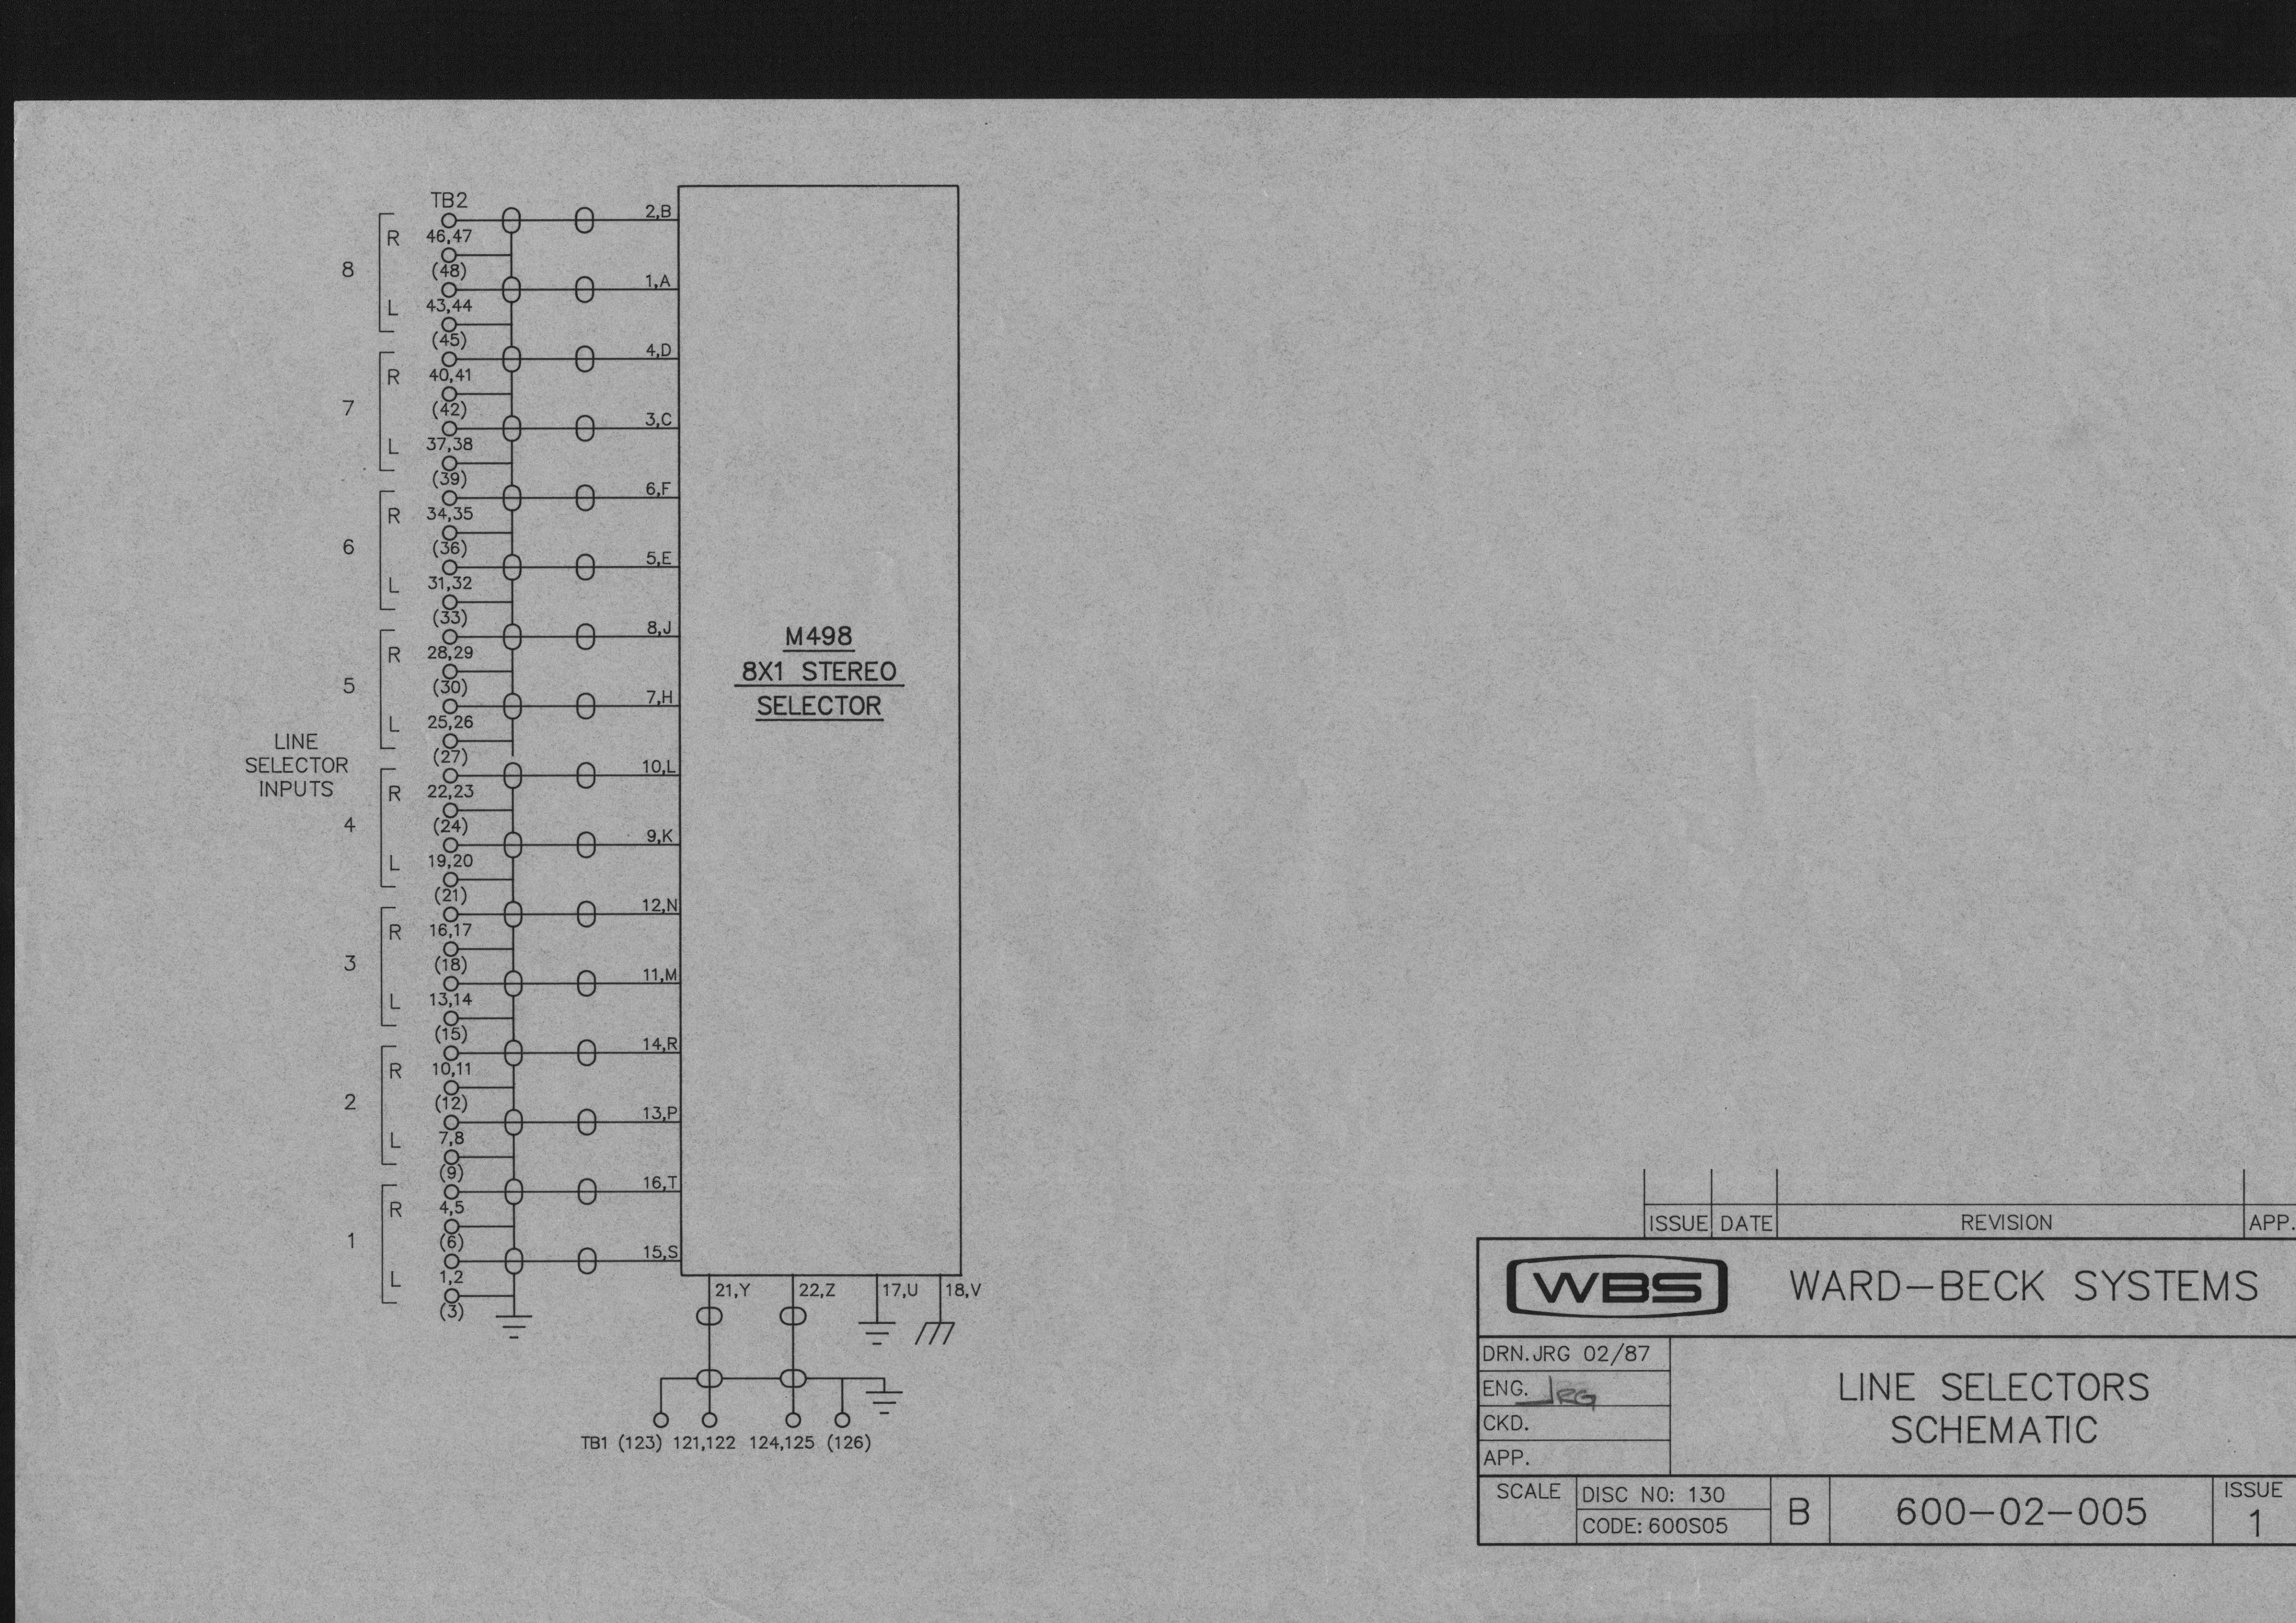 TB2
2,B
R 46,47
(48)
8
1,A
L 43,44
(45)
4,D
R 40,41
(42)
7
3,C
L 37,38
(39)
6,F
R 34,35
(36)
6
5,E
L 31,32
(33)
8,J
R 28,29
(30)
5
7,H
L 25,26
(27)
M498
8X1 STEREO
SELECTOR
LINE
SELECTOR
INPUTS
10,L
R 22,23
(24)
4
9,K
L 19,20
(21)
12,N
R 16,17
(18)
3
11,M
L 13,14
(15)
14,R
R 10,11
(12)
2
13,P
L 7,8
(9)
16,T
R 4,5
(6)
1
15,S
L 1,2
(3)
21,Y 22,Z 17,U 18,V
TB1 (123) 121,122 124,125 (126)
ISSUE DATE REVISION APP.
WBS WARD-BECK SYSTEMS
DRN.JRG 02/87
ENG. JRG
CKD.
APP.
LINE SELECTORS
SCHEMATIC
SCALE
DISC NO: 130
CODE: 600S05
B
600-02-005
ISSUE
1